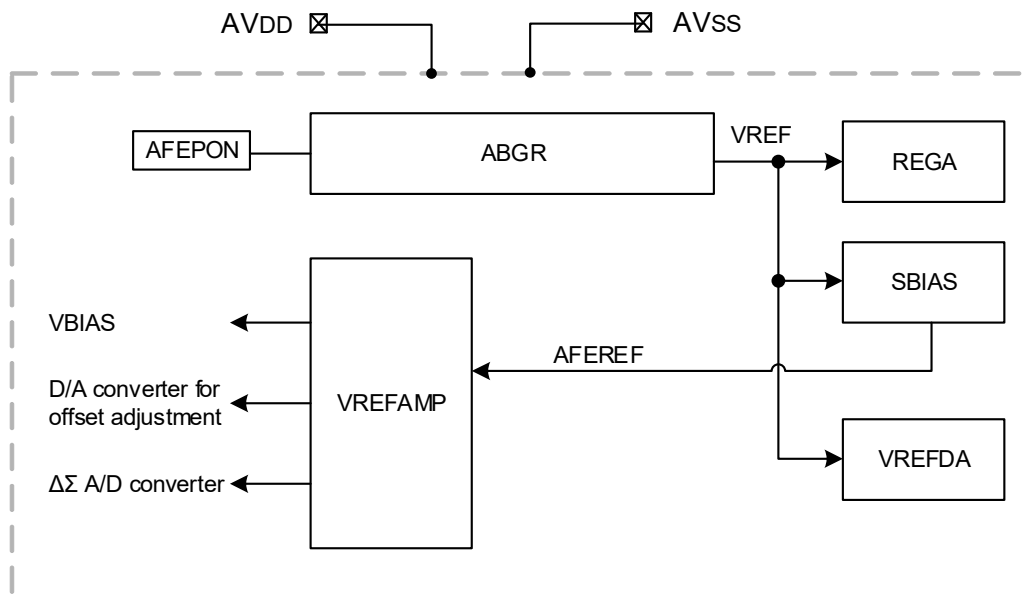 AVDD
AVSS
AFEPON
ABGR
VREF
REGA
SBIAS
VBIAS
AFEREF
D/A converter for
offset adjustment
VREFAMP
VREFDA
ΔΣ A/D converter